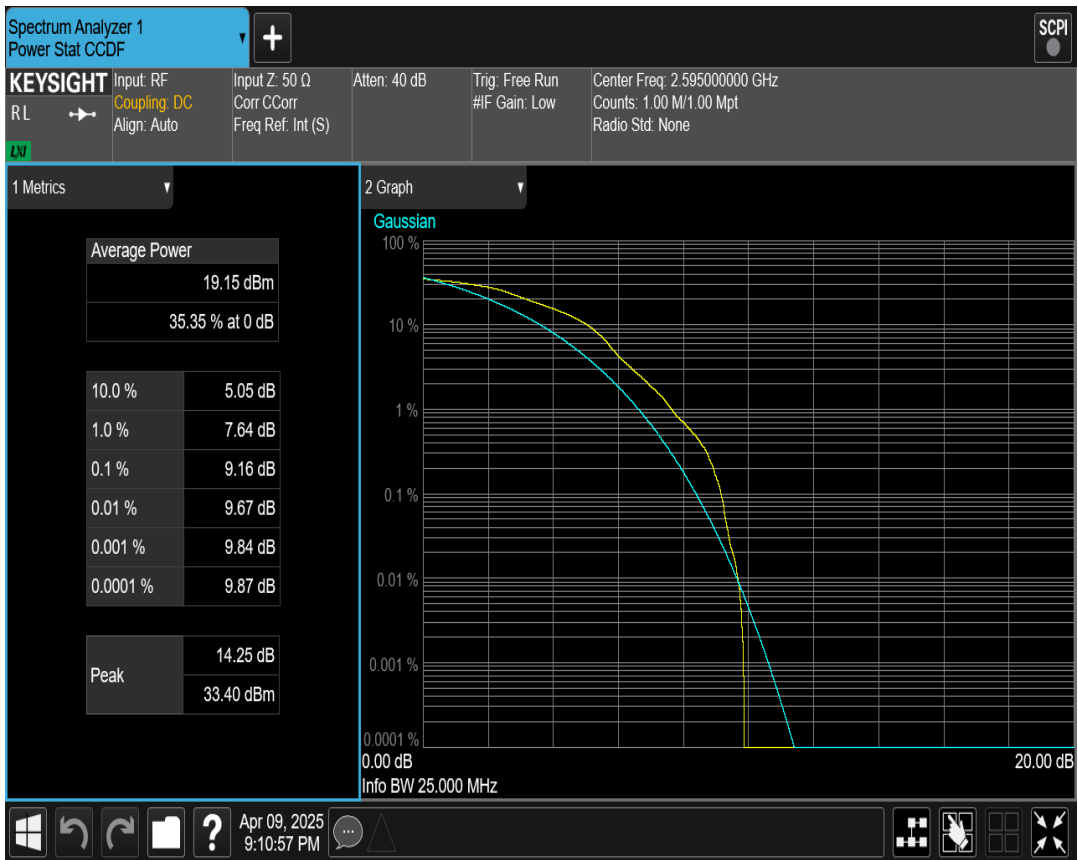 Spectrum Analyzer 1
Power Stat CCDF
+
SCPI
KEYSIGHT
RL
LXI
Input: RF
Coupling: DC
Align: Auto
Input Z: 50 Ω
Corr CCorr
Freq Ref: Int (S)
Atten: 40 dB
Trig: Free Run
#IF Gain: Low
Center Freq: 2.595000000 GHz
Counts: 1.00 M/1.00 Mpt
Radio Std: None
1 Metrics
Average Power
19.15 dBm
35.35 % at 0 dB
10.0 % 5.05 dB
1.0 % 7.64 dB
0.1 % 9.16 dB
0.01 % 9.67 dB
0.001 % 9.84 dB
0.0001 % 9.87 dB
Peak
14.25 dB
33.40 dBm
2 Graph
Gaussian
100 %
10 %
1 %
0.1 %
0.01 %
0.001 %
0.0001 %
0.00 dB 20.00 dB
Info BW 25.000 MHz
?
Apr 09, 2025
9:10:57 PM